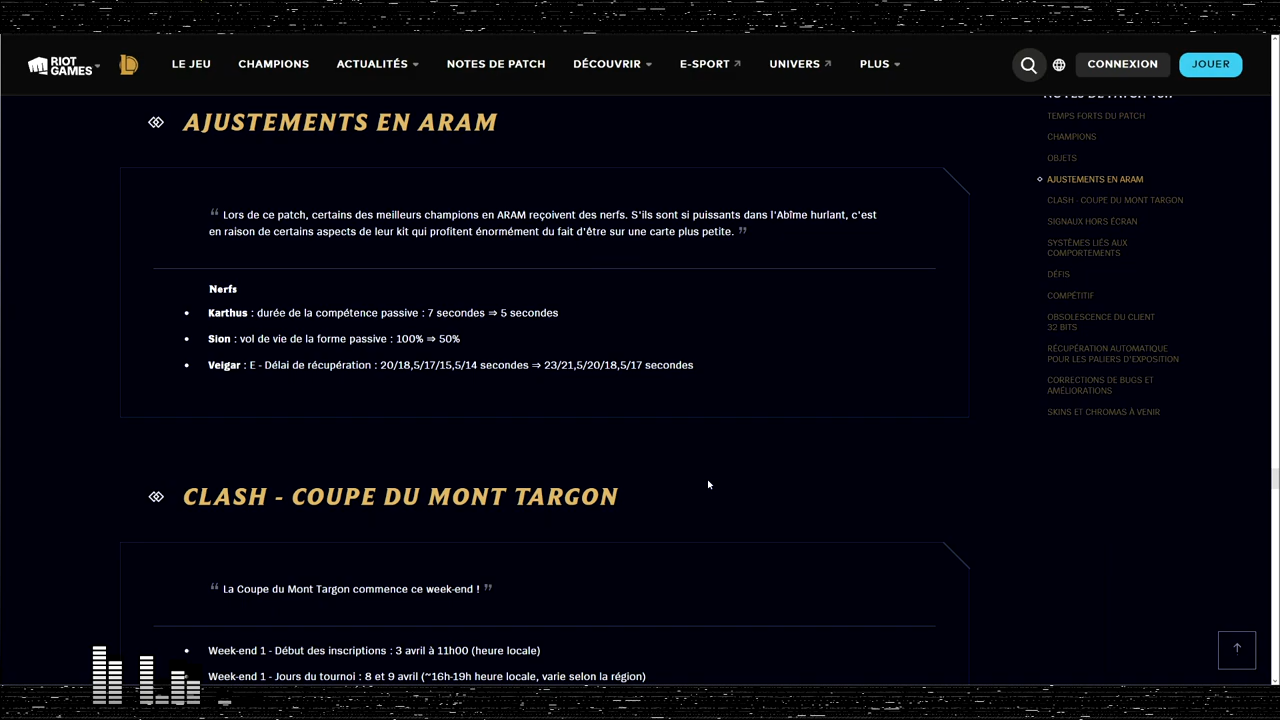 RIOT GAMES
LE JEU
CHAMPIONS
ACTUALITÉS
NOTES DE PATCH
DÉCOUVRIR
E-SPORT
UNIVERS
PLUS
CONNEXION
JOUER
AJUSTEMENTS EN ARAM
“ Lors de ce patch, certains des meilleurs champions en ARAM reçoivent des nerfs. S'ils sont si puissants dans l'Abîme hurlant, c'est
en raison de certains aspects de leur kit qui profitent énormément du fait d'être sur une carte plus petite. ”
Nerfs
• Karthus : durée de la compétence passive : 7 secondes ⇒ 5 secondes
• Sion : vol de vie de la forme passive : 100% ⇒ 50%
• Veigar : E - Délai de récupération : 20/18,5/17/15,5/14 secondes ⇒ 23/21,5/20/18,5/17 secondes
CLASH - COUPE DU MONT TARGON
“ La Coupe du Mont Targon commence ce week-end ! ”
• Week-end 1 - Début des inscriptions : 3 avril à 11h00 (heure locale)
• Week-end 1 - Jours du tournoi : 8 et 9 avril (~16h-19h heure locale, varie selon la région)
NOTES DE PATCH
TEMPS FORTS DU PATCH
CHAMPIONS
OBJETS
AJUSTEMENTS EN ARAM
CLASH - COUPE DU MONT TARGON
SIGNAUX HORS ÉCRAN
SYSTÈMES LIÉS AUX
COMPORTEMENTS
DÉFIS
COMPÉTITIF
OBSOLESCENCE DU CLIENT
32 BITS
RÉCUPÉRATION AUTOMATIQUE
POUR LES PALIERS D'EXPOSITION
CORRECTIONS DE BUGS ET
AMÉLIORATIONS
SKINS ET CHROMAS À VENIR